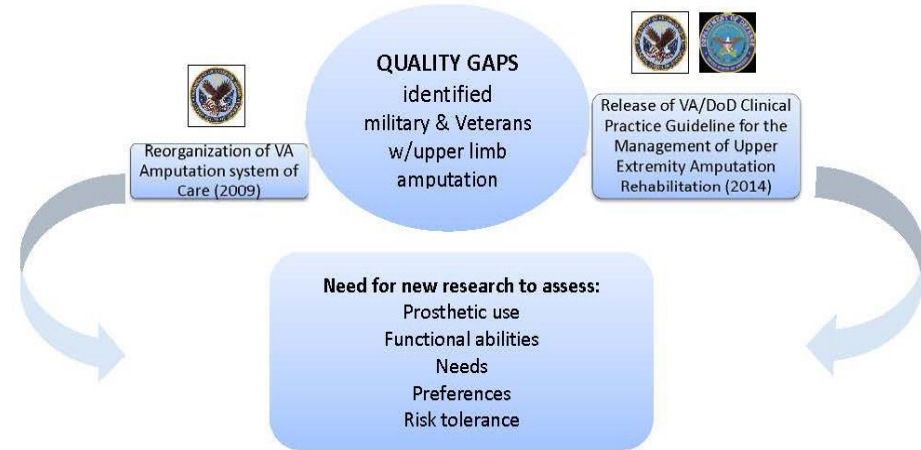 QUALITY GAPS
identified
military & Veterans
w/upper limb
amputation
Reorganization of VA
Amputation system of
Care (2009)
Release of VA/DoD Clinical
Practice Guideline for the
Management of Upper
Extremity Amputation
Rehabilitation (2014)
Need for new research to assess:
Prosthetic use
Functional abilities
Needs
Preferences
Risk tolerance